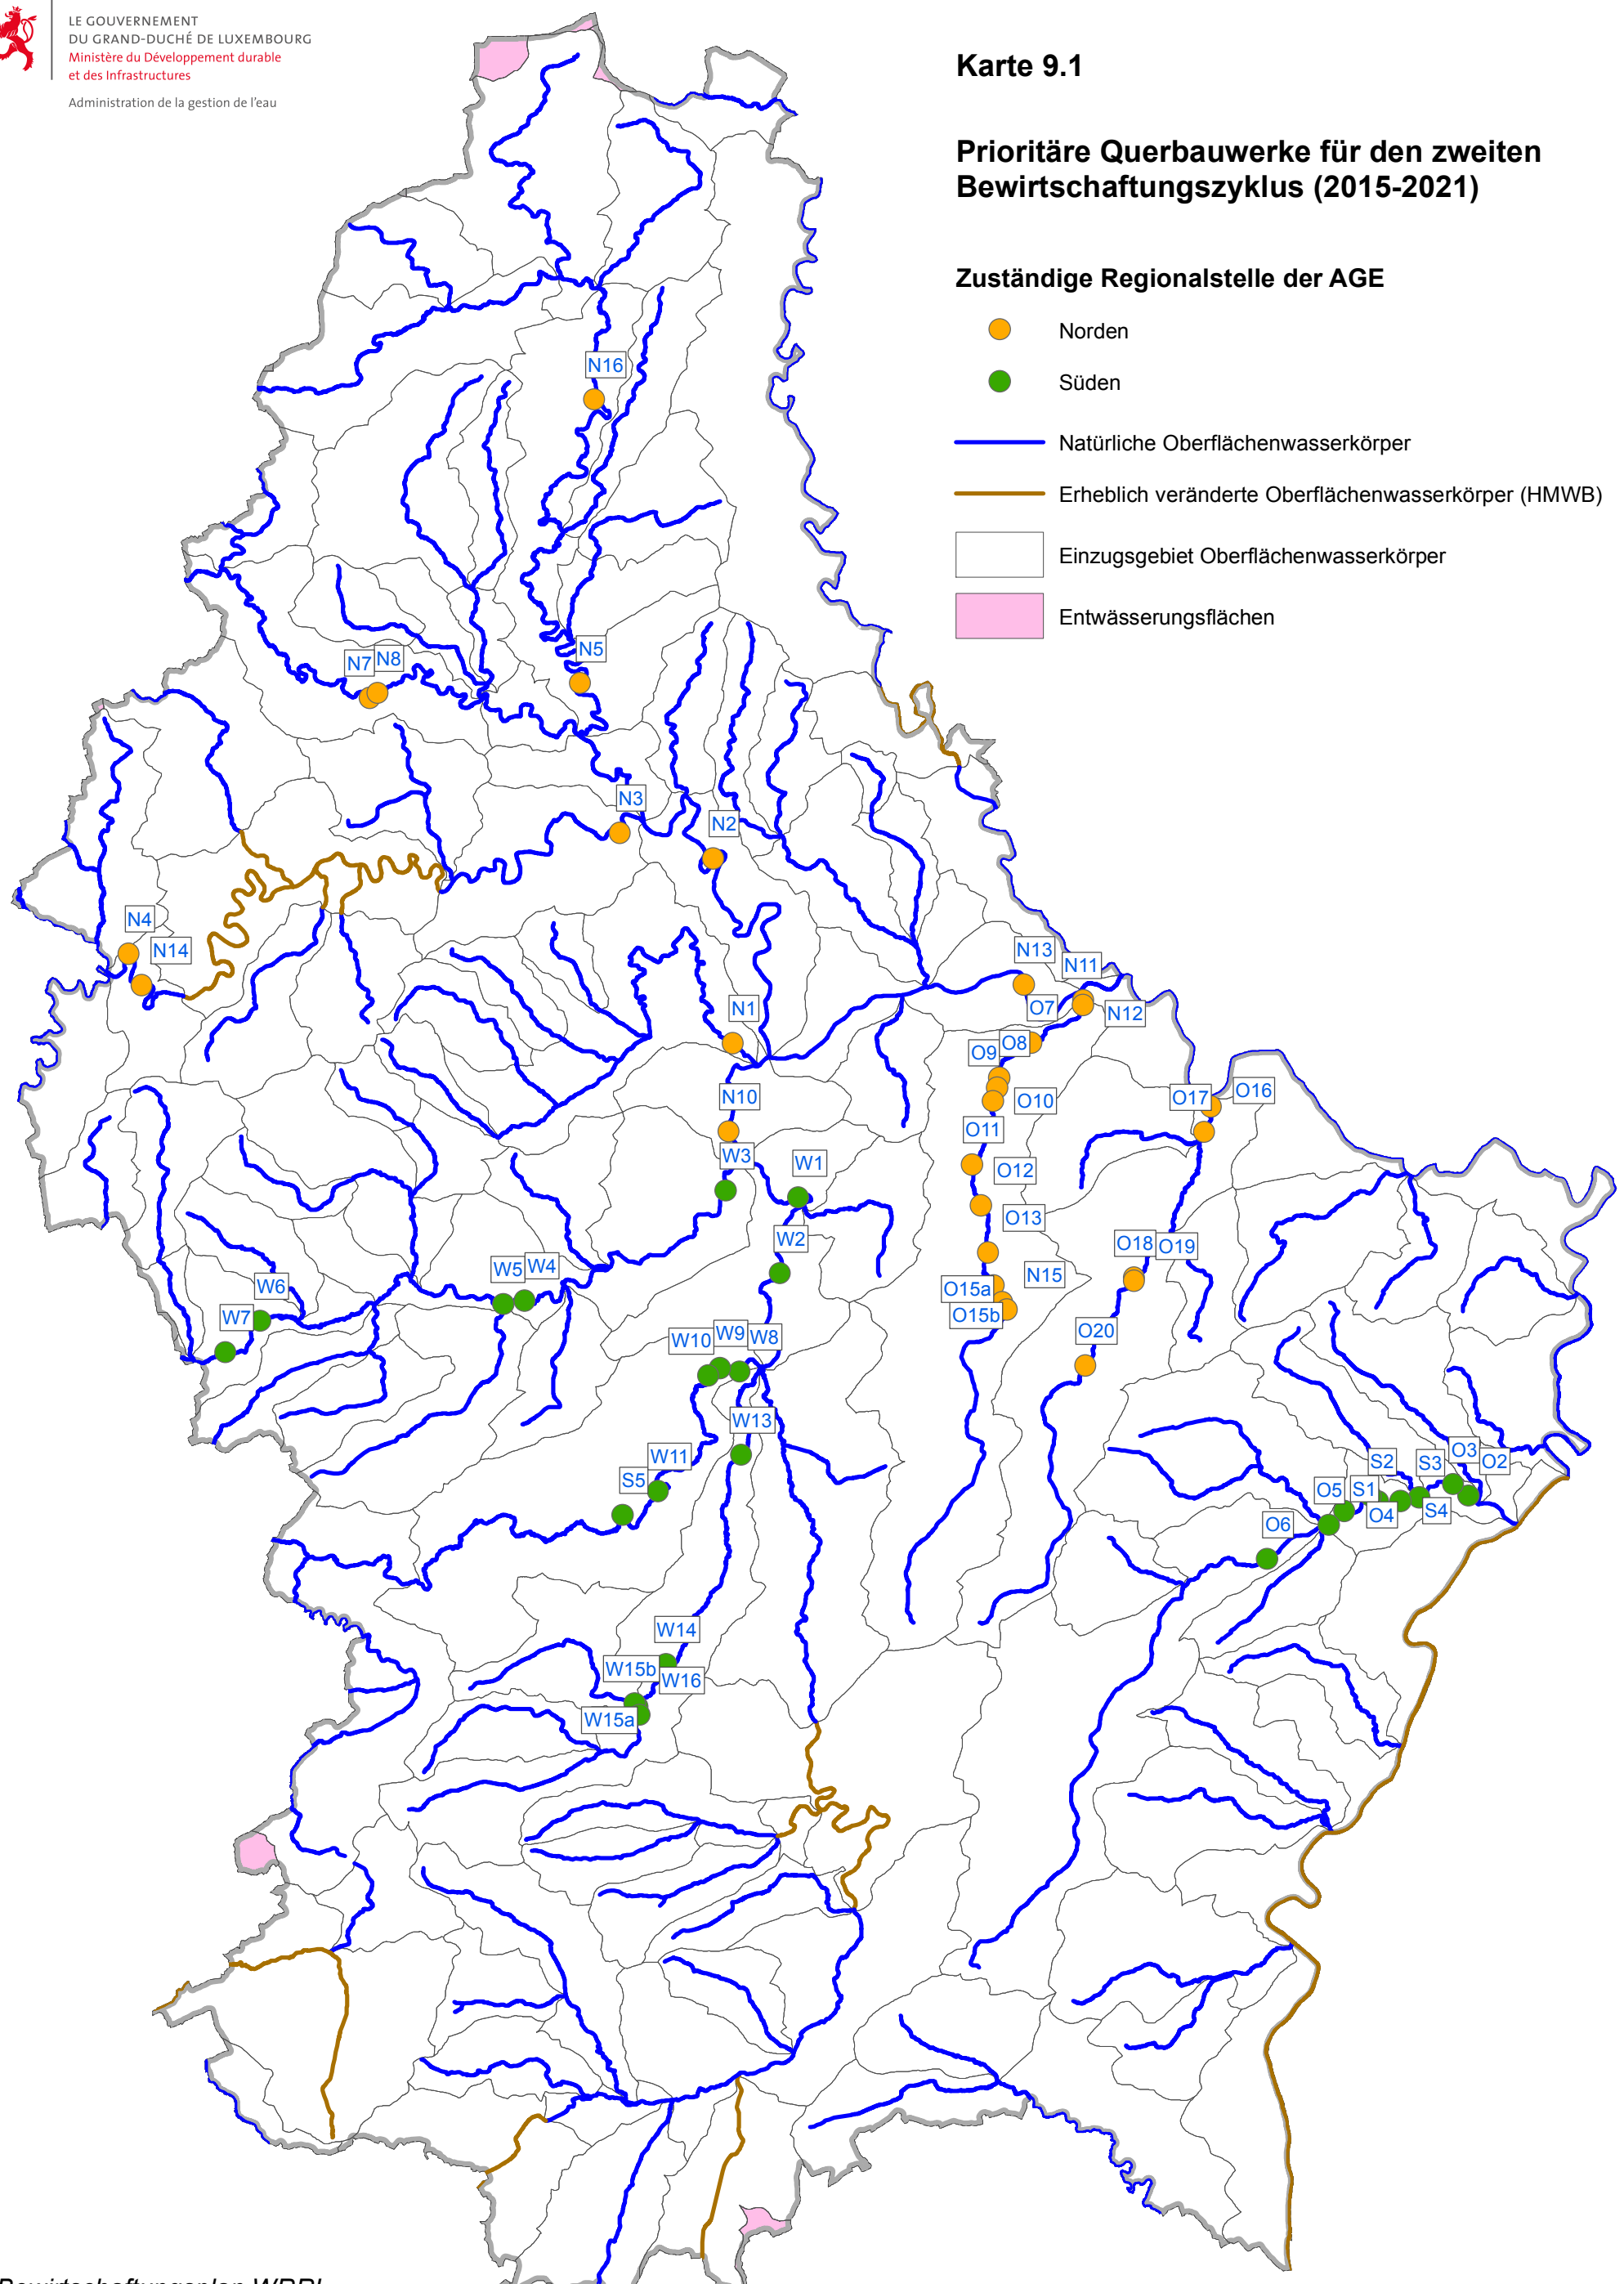 LE GOUVERNEMENT
DU GRAND-DUCHÉ DE LUXEMBOURG
Ministère du Développement durable
et des Infrastructures
Administration de la gestion de l'eau
Karte 9.1
Prioritäre Querbauwerke für den zweiten
Bewirtschaftungszyklus (2015-2021)
Zuständige Regionalstelle der AGE
Norden
Süden
Natürliche Oberflächenwasserkörper
Erheblich veränderte Oberflächenwasserkörper (HMWB)
Einzugsgebiet Oberflächenwasserkörper
Entwässerungsflächen
N16
N5
N7
N8
N3
N2
N4
N14
N13
N11
N1
O7
N12
O8
O9
N10
O10
O17
O16
O11
W3
W1
O12
O13
W2
O18
O19
W5
W4
N15
W6
O15a
W7
O15b
O20
W10
W9
W8
W13
W11
S5
O3
O2
S2
S3
O5
S1
O4
S4
O6
W14
W15b
W16
W15a